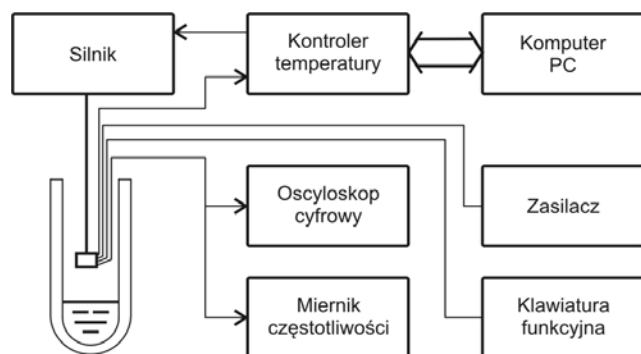 Silnik
Kontroler
temperatury
Komputer
PC
Oscyloskop
cyfrowy
Zasilacz
Miernik
częstotliwości
Klawiatura
funkcyjna